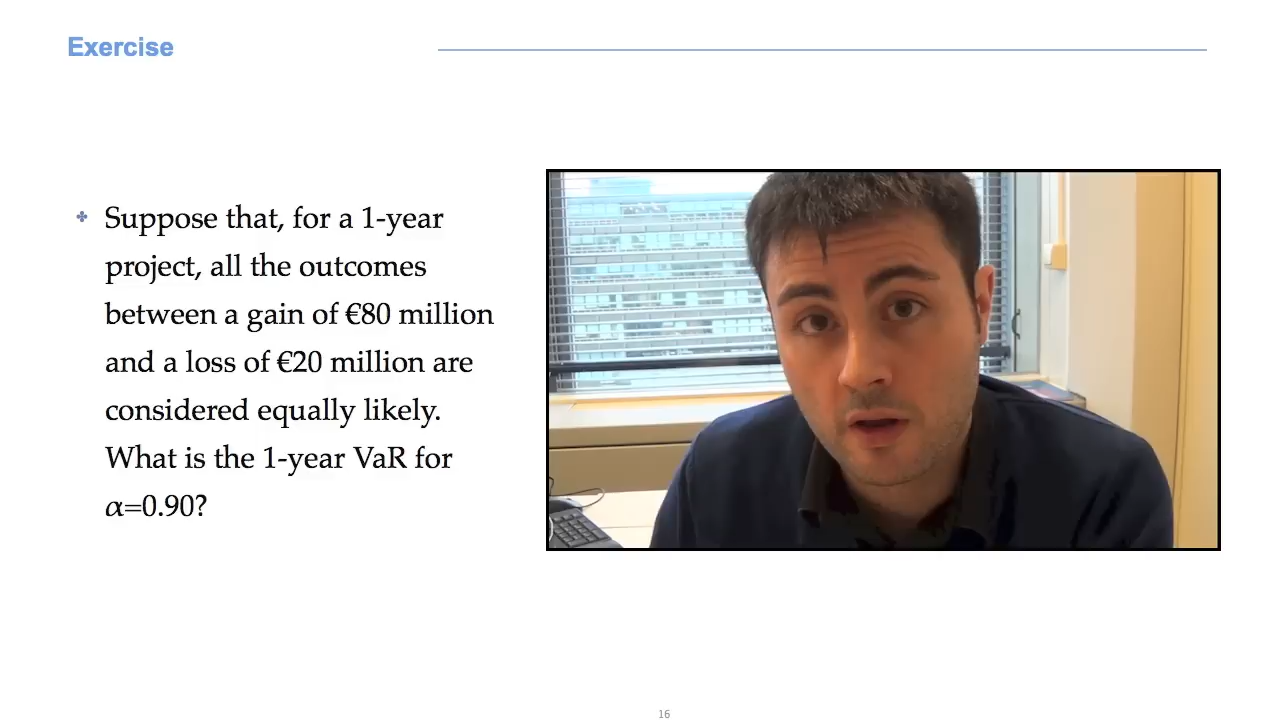 Exercise
Suppose that, for a 1-year
project, all the outcomes
between a gain of €80 million
and a loss of €20 million are
considered equally likely.
What is the 1-year VaR for
α=0.90?
16